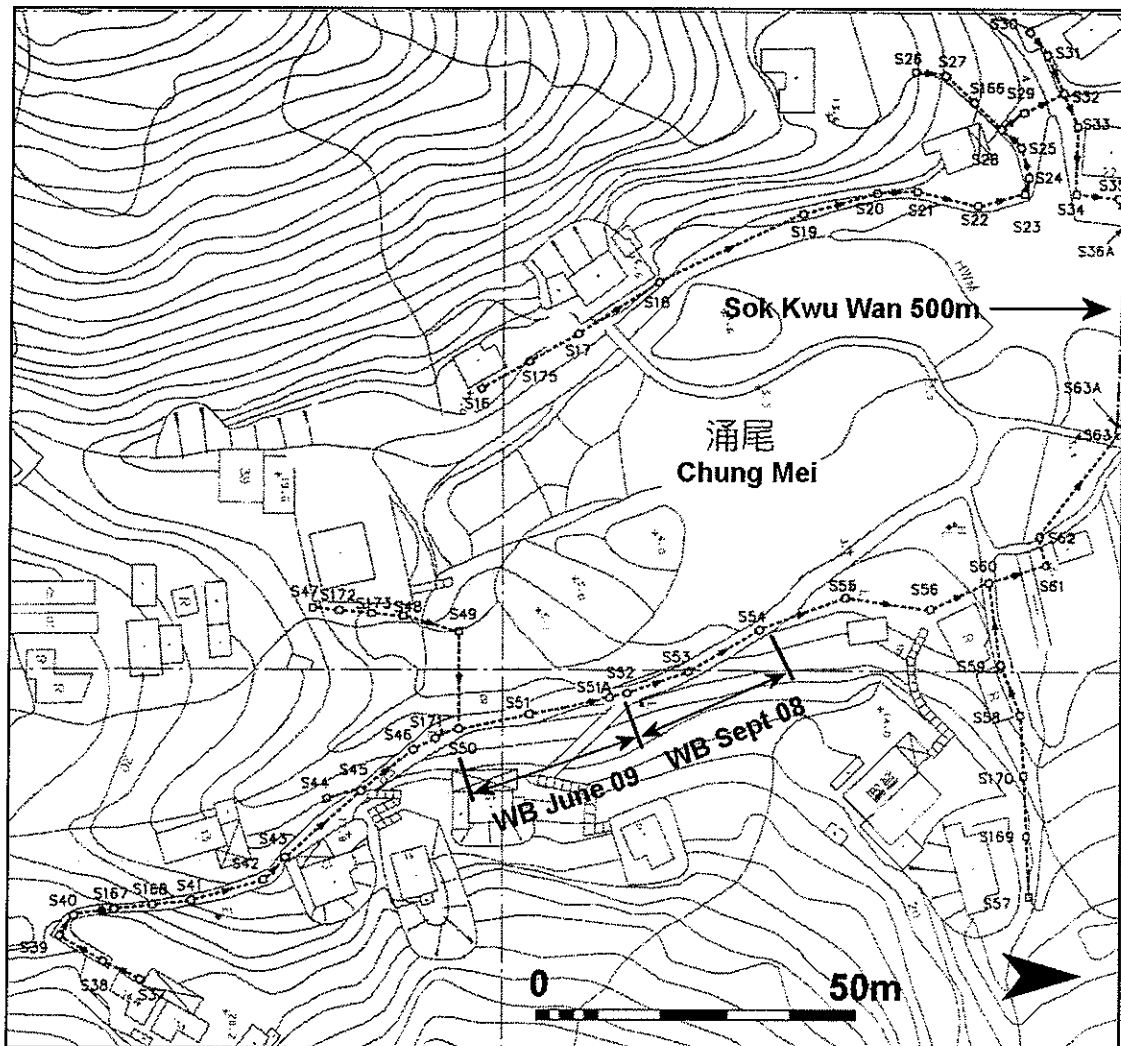 S30
S31
S26
S27
S166
S29
S32
S33
S28
S25
S24
S35
S20
S21
S22
S23
S34
S19
S36A
HWM
S18
Sok Kwu Wan 500m
S17
S175
S16
S63A
S63
涌尾
Chung Mei
S62
S60
S61
S47
S172
S173
S48
S49
S55
S56
S54
S53
S52
S51A
S59
S51
S171
S46
S50
S58
WB Sept 08
WB June 09
S45
S44
S170
S43
S169
S42
S41
S168
S167
S40
S57
S39
S38
S37
0
50m